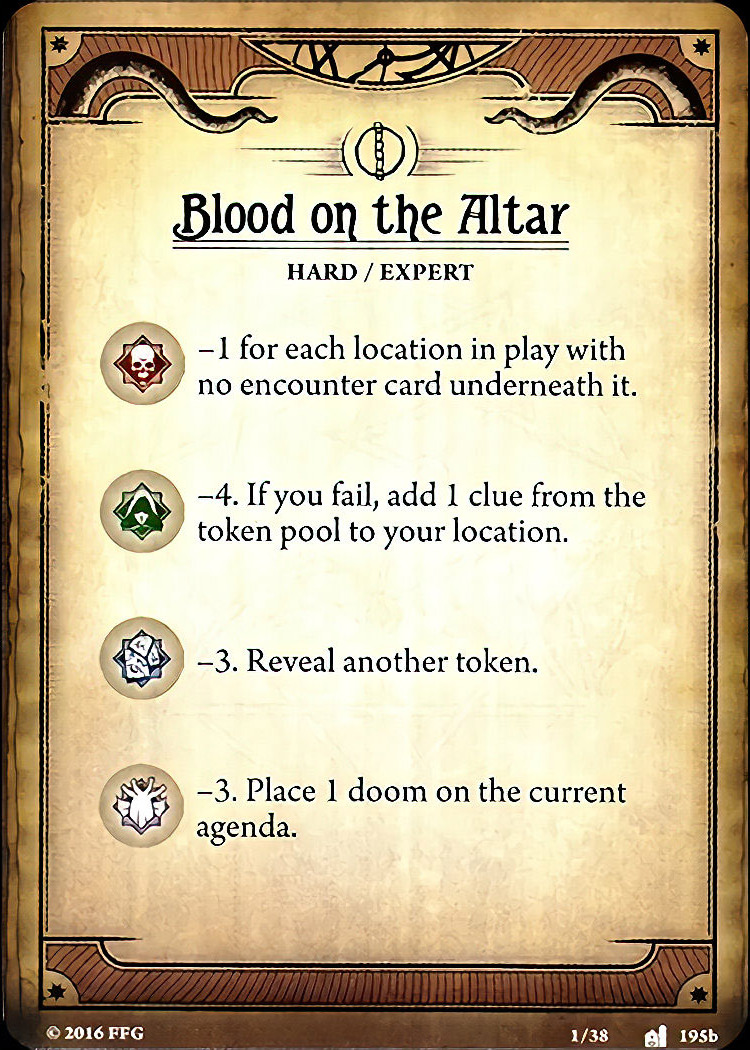 Blood on the Altar
HARD / EXPERT
–1 for each location in play with
no encounter card underneath it.
–4. If you fail, add 1 clue from the
token pool to your location.
–3. Reveal another token.
–3. Place 1 doom on the current
agenda.
© 2016 FFG
1/38
195b